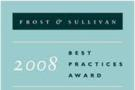 FROST & SULLIVAN
2008
BEST
PRACTICES
AWARD